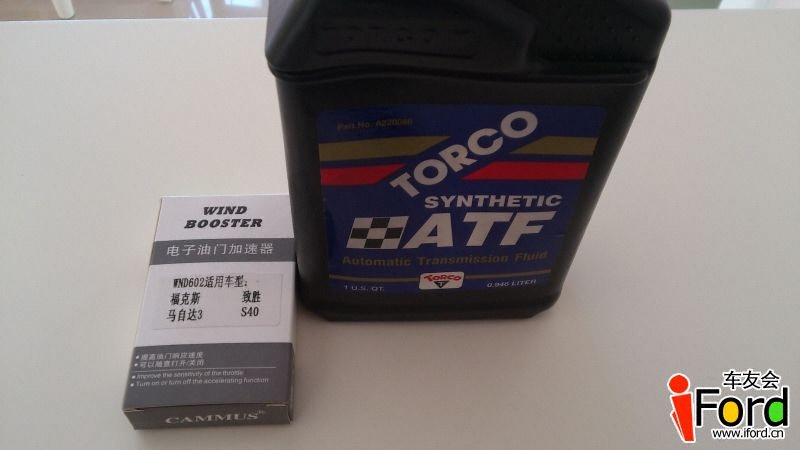 Part No. A220046
TORCO
SYNTHETIC
ATF
Automatic Transmission Fluid
TORCO
1 U.S. QT.
0.946 LITER
WIND
BOOSTER
电子油门加速器
WND602适用车型:
福克斯 致胜
马自达3 S40
•提高油门响应速度
•可以随意打开/关闭
•Improve the sensitivity of the throttle
•Turn on or turn off the accelerating function
CAMMUS®
车友会
iFord
www.iford.cn